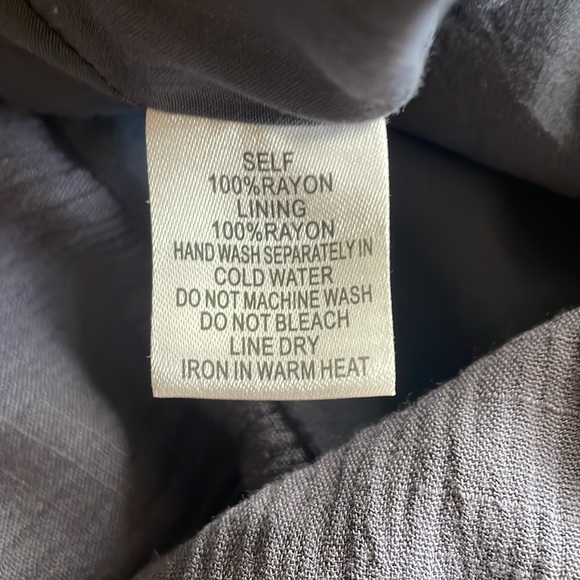 SELF
100%RAYON
LINING
100%RAYON
HAND WASH SEPARATELY IN
COLD WATER
DO NOT MACHINE WASH
DO NOT BLEACH
LINE DRY
IRON IN WARM HEAT